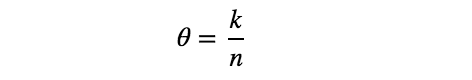 θ = k/n